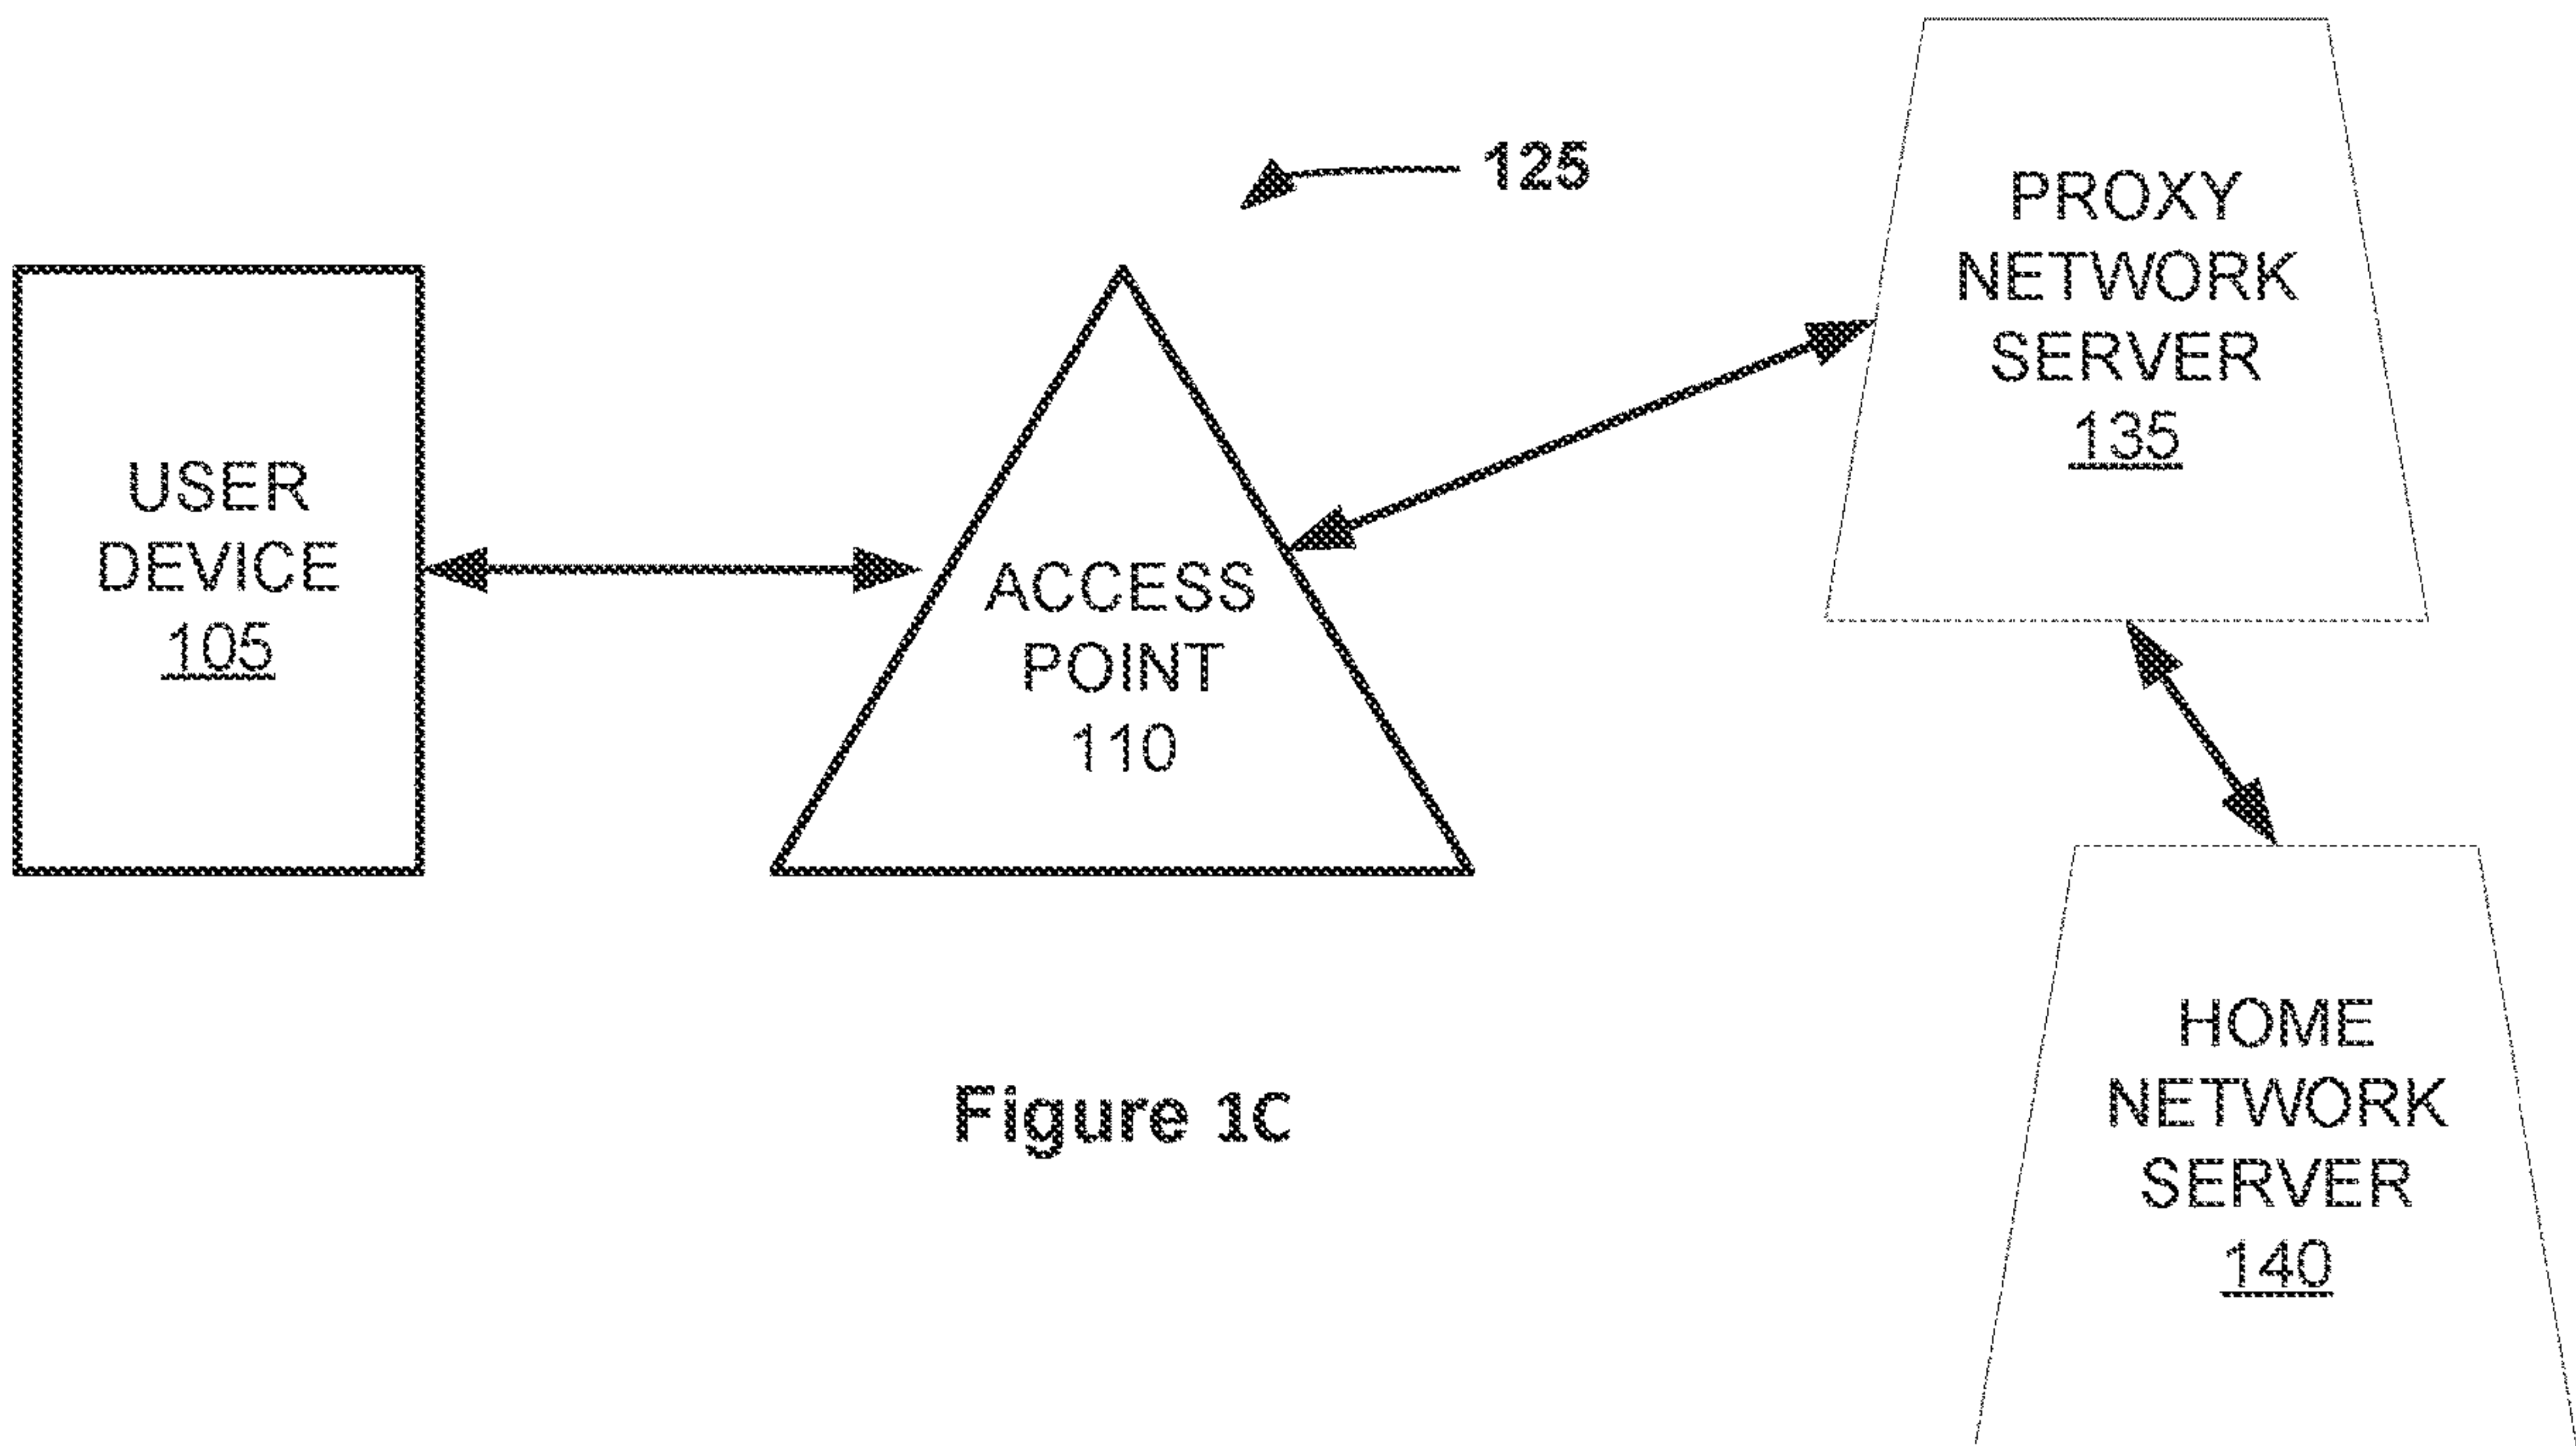 125
PROXY
NETWORK
SERVER
135
USER
DEVICE
105
ACCESS
POINT
110
HOME
NETWORK
SERVER
140
Figure 1C